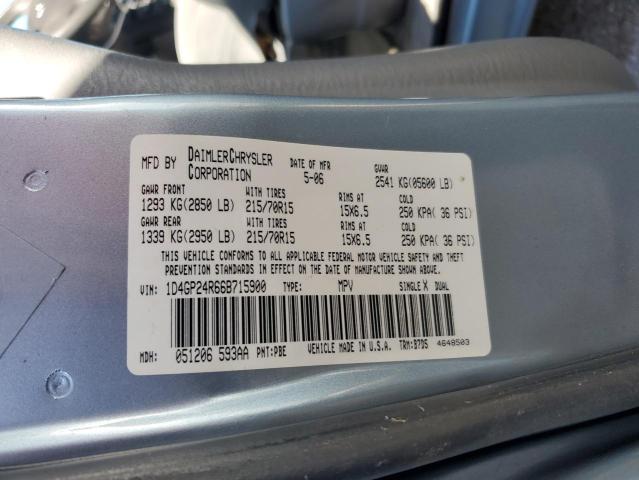 MFD BY DAIMLERCHRYSLER CORPORATION DATE OF MFR 5-06 GVWR 2541 KG(05600 LB)
GAWR FRONT WITH TIRES RIMS AT COLD
1293 KG(2850 LB) 215/70R15 15X6.5 250 KPA( 36 PSI)
GAWR REAR WITH TIRES RIMS AT COLD
1339 KG(2950 LB) 215/70R15 15X6.5 250 KPA( 36 PSI)
THIS VEHICLE CONFORMS TO ALL APPLICABLE FEDERAL MOTOR VEHICLE SAFETY AND THEFT
PREVENTION STANDARDS IN EFFECT ON THE DATE OF MANUFACTURE SHOWN ABOVE.
VIN: 1D4GP24R66B715900 TYPE: MPV SINGLE X DUAL
MDH: 051206 593AA PNT:PBE VEHICLE MADE IN U.S.A. TRM:B7D5 4648503